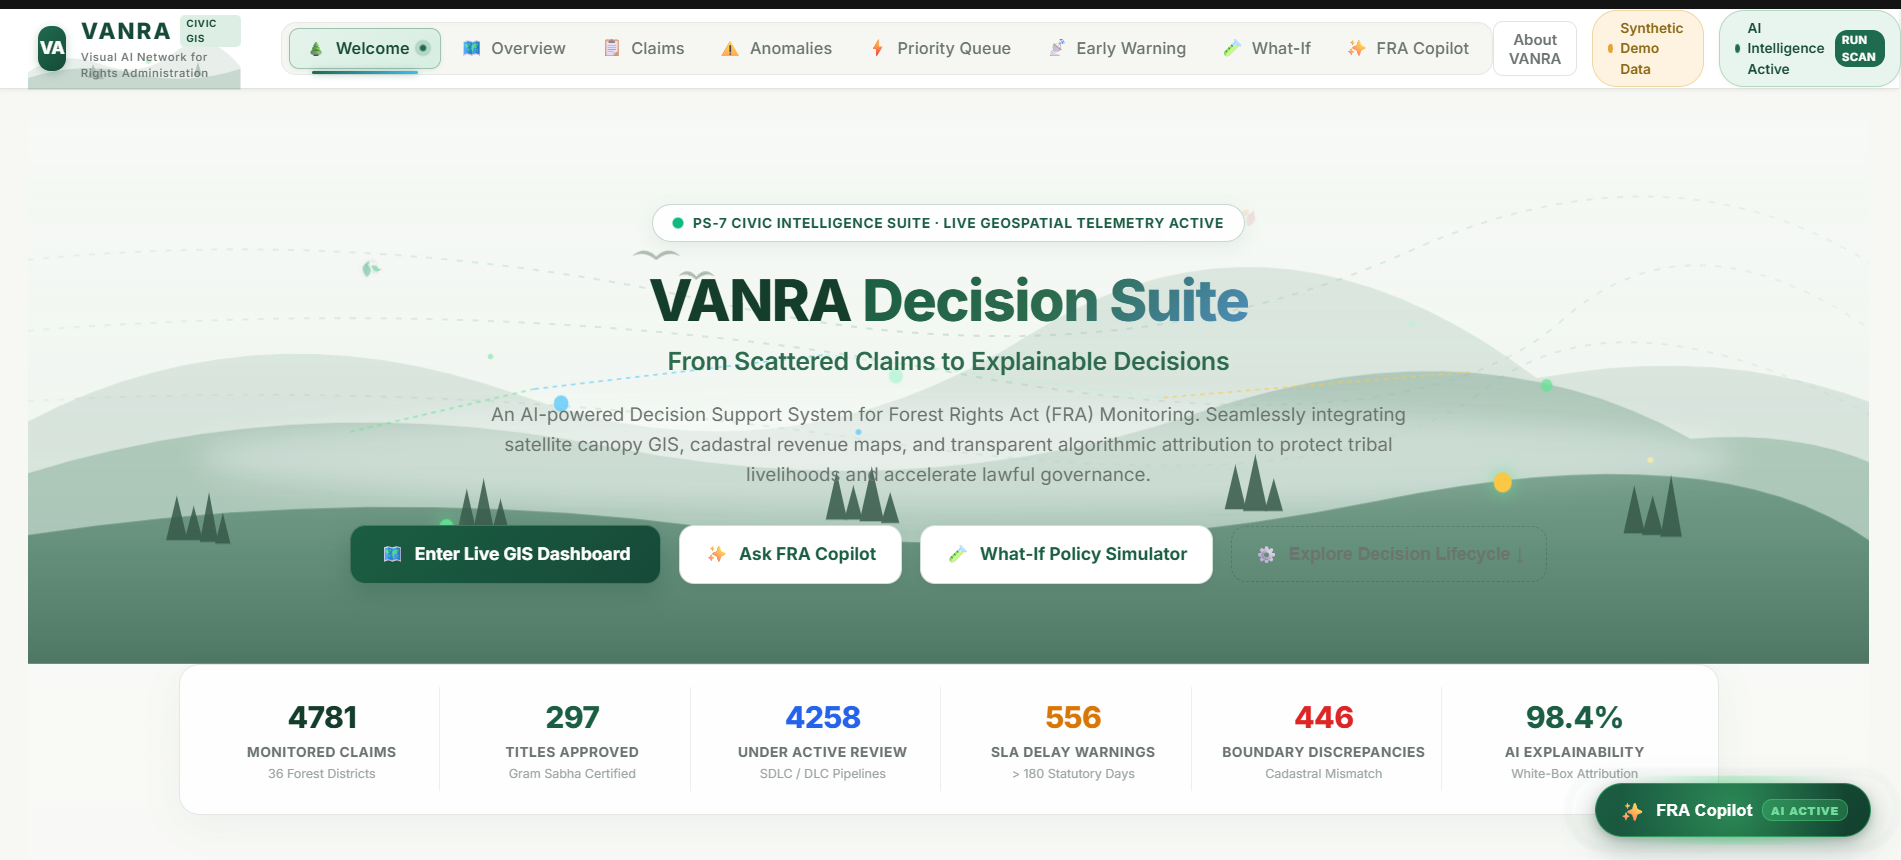 VA
VANRA
CIVIC
GIS
Visual AI Network for
Rights Administration
Welcome
Overview
Claims
Anomalies
Priority Queue
Early Warning
What-If
FRA Copilot
About
VANRA
Synthetic
Demo
Data
AI
Intelligence
Active
RUN
SCAN
PS-7 CIVIC INTELLIGENCE SUITE · LIVE GEOSPATIAL TELEMETRY ACTIVE
VANRA Decision Suite
From Scattered Claims to Explainable Decisions
An AI-powered Decision Support System for Forest Rights Act (FRA) Monitoring. Seamlessly integrating
satellite canopy GIS, cadastral revenue maps, and transparent algorithmic attribution to protect tribal
livelihoods and accelerate lawful governance.
Enter Live GIS Dashboard
Ask FRA Copilot
What-If Policy Simulator
Explore Decision Lifecycle ↓
4781
MONITORED CLAIMS
36 Forest Districts
297
TITLES APPROVED
Gram Sabha Certified
4258
UNDER ACTIVE REVIEW
SDLC / DLC Pipelines
556
SLA DELAY WARNINGS
> 180 Statutory Days
446
BOUNDARY DISCREPANCIES
Cadastral Mismatch
98.4%
AI EXPLAINABILITY
White-Box Attribution
FRA Copilot
AI ACTIVE